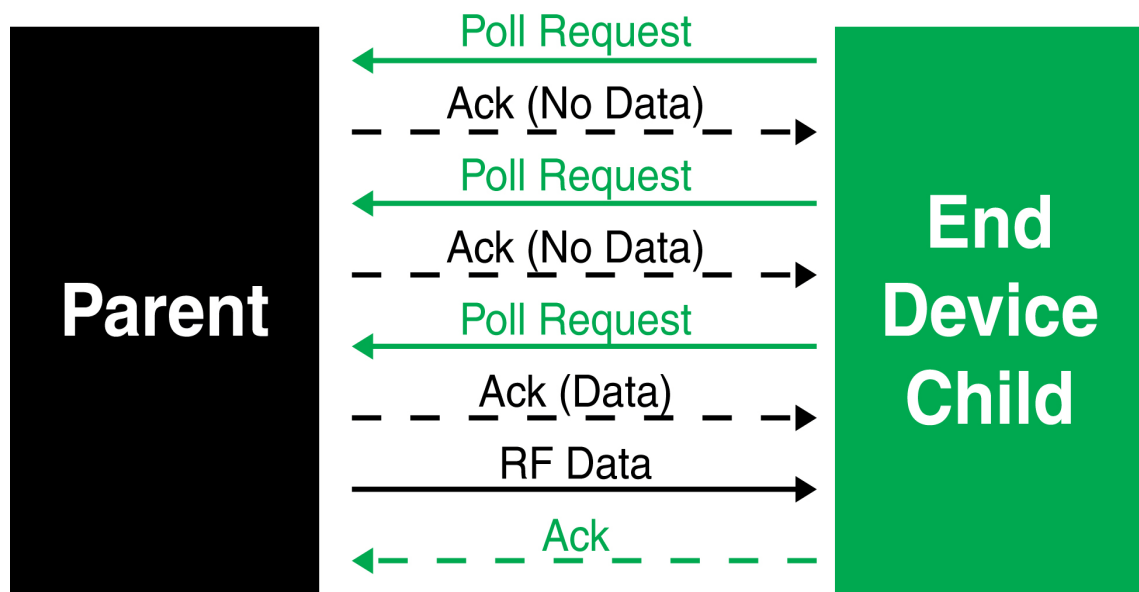 Poll Request
Ack (No Data)
Poll Request
Ack (No Data)
Poll Request
Ack (Data)
RF Data
Ack
Parent
End
Device
Child